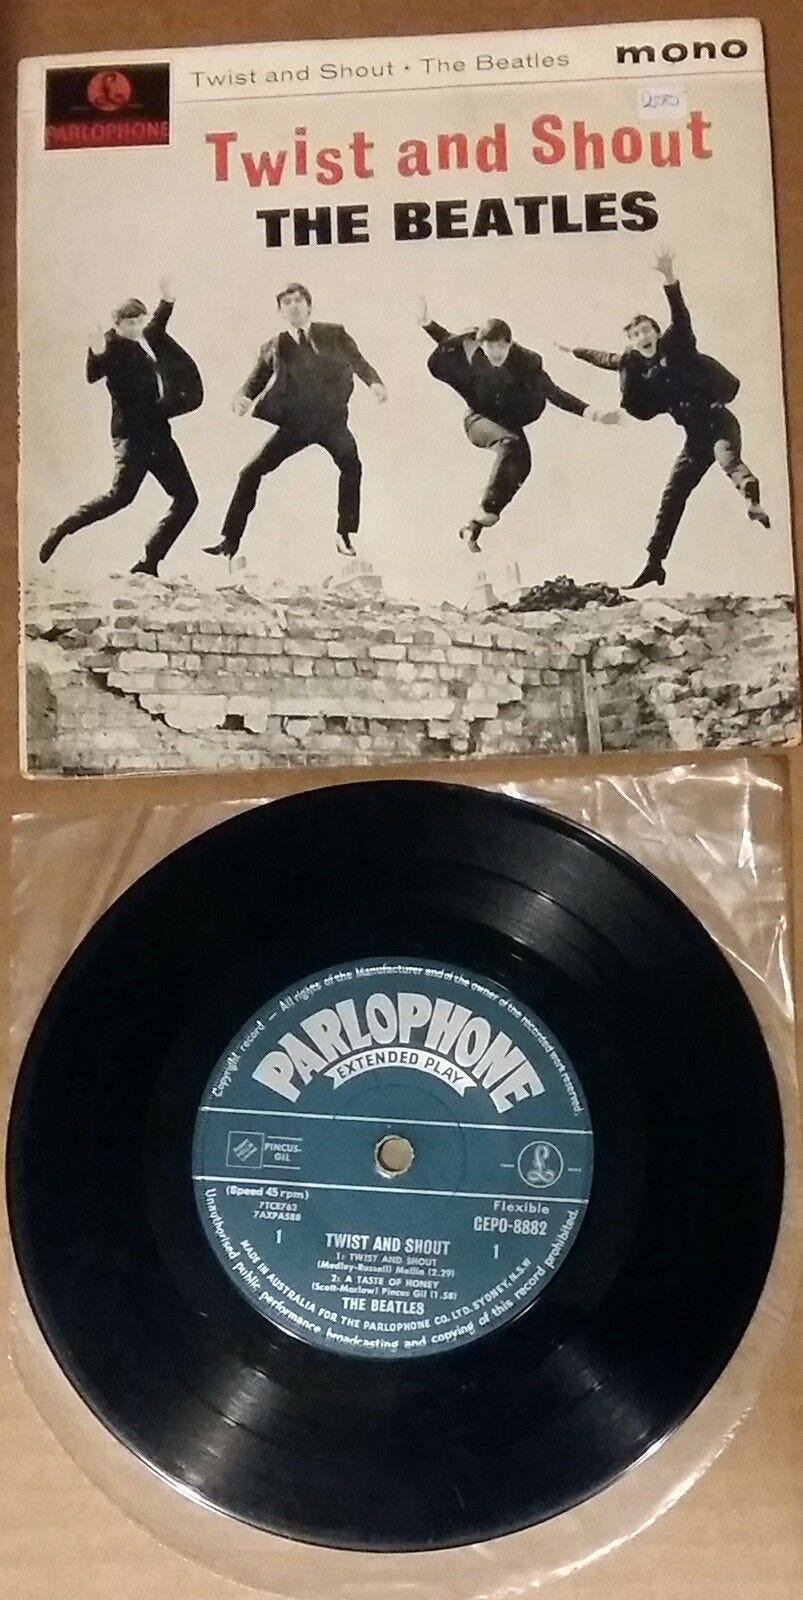 PARLOPHONE
Twist and Shout • The Beatles
mono
Twist and Shout
THE BEATLES
Copyright record — All rights of the Manufacturer and of the owner of the recorded work reserved.
PARLOPHONE
EXTENDED PLAY
PINCUS-
GIL
(Speed 45 rpm)
7TCE762
7AXPA588
Flexible
GEPO-8882
1
1
TWIST AND SHOUT
1: TWIST AND SHOUT
(Medley-Russell) Mellin (2.29)
2: A TASTE OF HONEY
(Scott-Marlow) Pincus Gil (1.58)
THE BEATLES
MADE IN AUSTRALIA FOR THE PARLOPHONE CO. LTD. SYDNEY, N.S.W
Unauthorised public performance broadcasting and copying of this record prohibited.